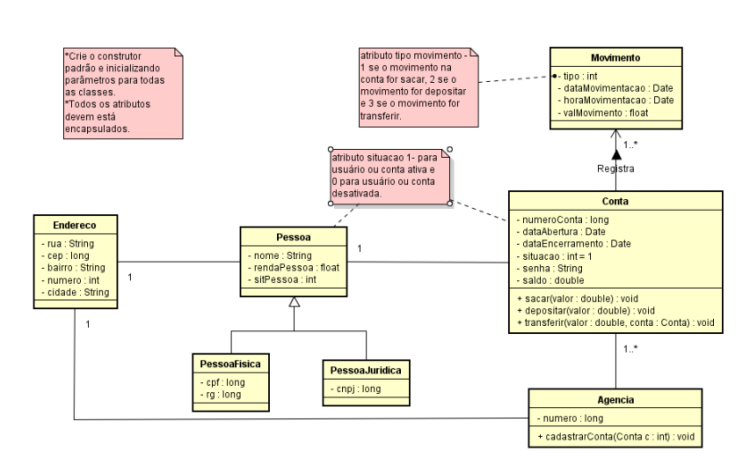 *Crie o construtor
padrão e inicializando
parâmetros para todas
as classes.
*Todos os atributos
devem está
encapsulados.
atributo tipo movimento -
1 se o movimento na
conta for sacar, 2 se o
movimento for depositar
e 3 se o movimento for
transferir.
Movimento
- tipo : int
- dataMovimentacao : Date
- horaMovimentacao : Date
- valMovimento : float
1..*
Registra
atributo situacao 1- para
usuário ou conta ativa e
0 para usuário ou conta
desativada.
Conta
- numeroConta : long
- dataAbertura : Date
- dataEncerramento : Date
- situacao : int = 1
- senha : String
- saldo : double
+ sacar(valor : double) : void
+ depositar(valor : double) : void
+ transferir(valor : double, conta : Conta) : void
Endereco
- rua : String
- cep : long
- bairro : String
- numero : int
- cidade : String
1
1
Pessoa
- nome : String
- rendaPessoa : float
- sitPessoa : int
1
PessoaFisica
- cpf : long
- rg : long
PessoaJuridica
- cnpj : long
1..*
Agencia
- numero : long
+ cadastrarConta(Conta c : int) : void